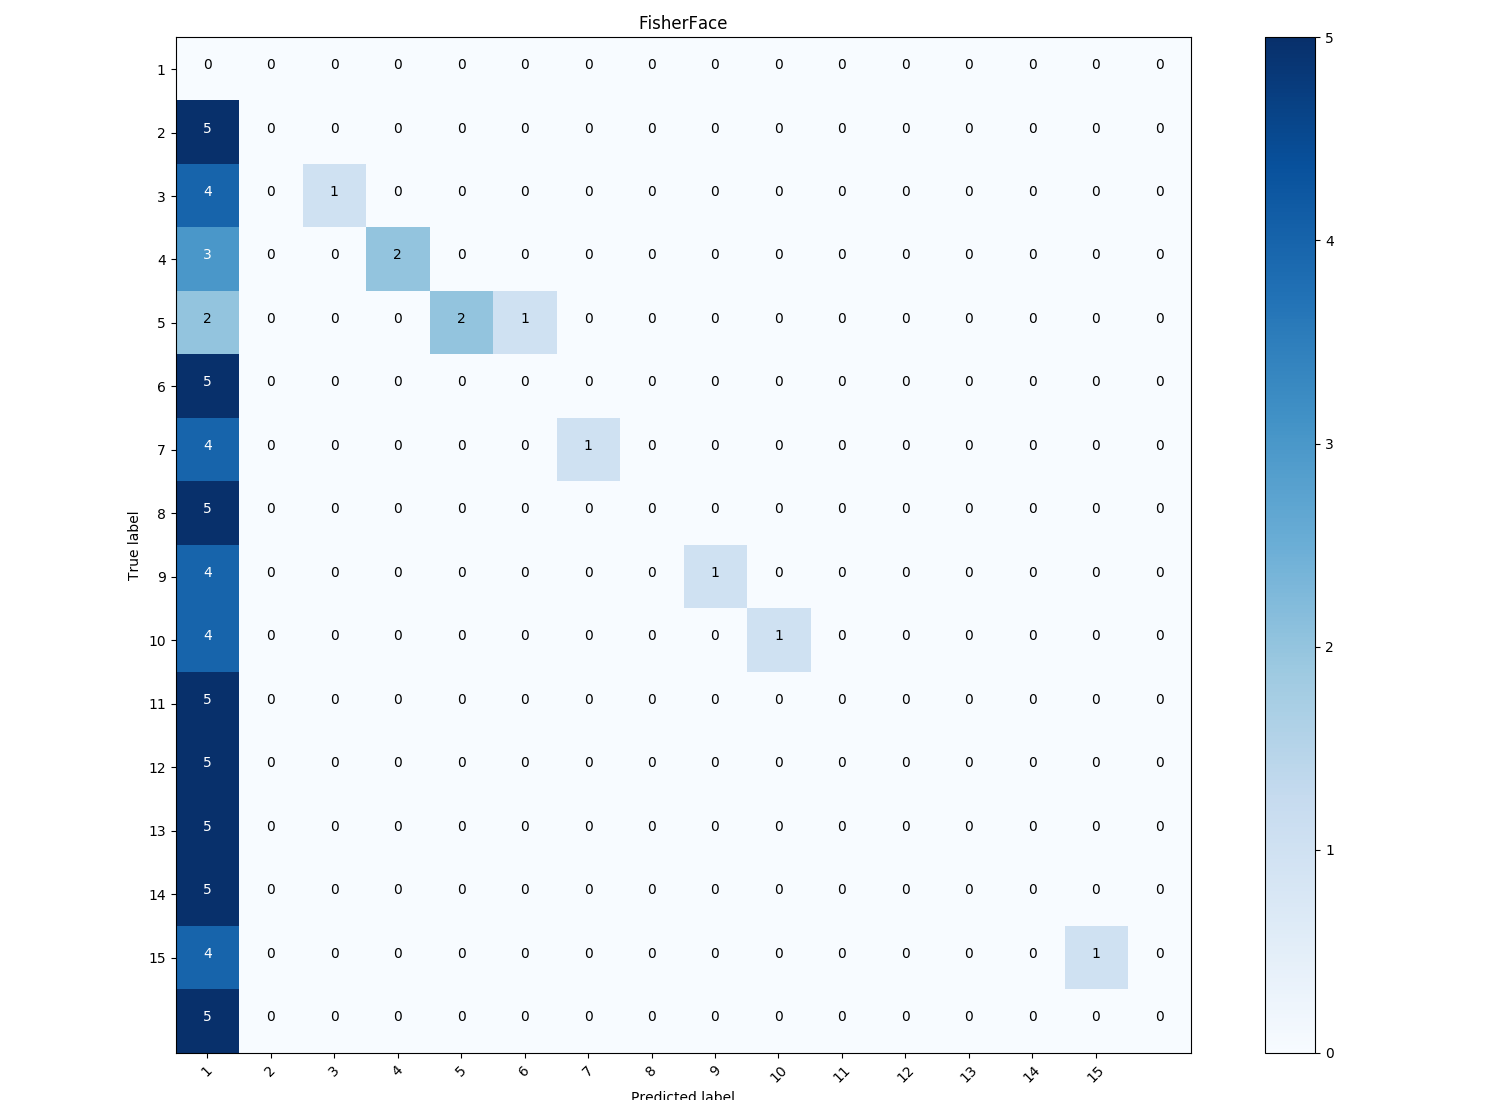 FisherFace
1 0 0 0 0 0 0 0 0 0 0 0 0 0 0 0 0 5
2 5 0 0 0 0 0 0 0 0 0 0 0 0 0 0 0
3 4 0 1 0 0 0 0 0 0 0 0 0 0 0 0 0
4 3 0 0 2 0 0 0 0 0 0 0 0 0 0 0 0 4
5 2 0 0 0 2 1 0 0 0 0 0 0 0 0 0 0
6 5 0 0 0 0 0 0 0 0 0 0 0 0 0 0 0
7 4 0 0 0 0 0 1 0 0 0 0 0 0 0 0 0 3
8 5 0 0 0 0 0 0 0 0 0 0 0 0 0 0 0
True label
9 4 0 0 0 0 0 0 0 1 0 0 0 0 0 0 0
10 4 0 0 0 0 0 0 0 0 1 0 0 0 0 0 0 2
11 5 0 0 0 0 0 0 0 0 0 0 0 0 0 0 0
12 5 0 0 0 0 0 0 0 0 0 0 0 0 0 0 0
13 5 0 0 0 0 0 0 0 0 0 0 0 0 0 0 0 1
14 5 0 0 0 0 0 0 0 0 0 0 0 0 0 0 0
15 4 0 0 0 0 0 0 0 0 0 0 0 0 0 1 0
5 0 0 0 0 0 0 0 0 0 0 0 0 0 0 0 0
1 2 3 4 5 6 7 8 9 10 11 12 13 14 15
Predicted label